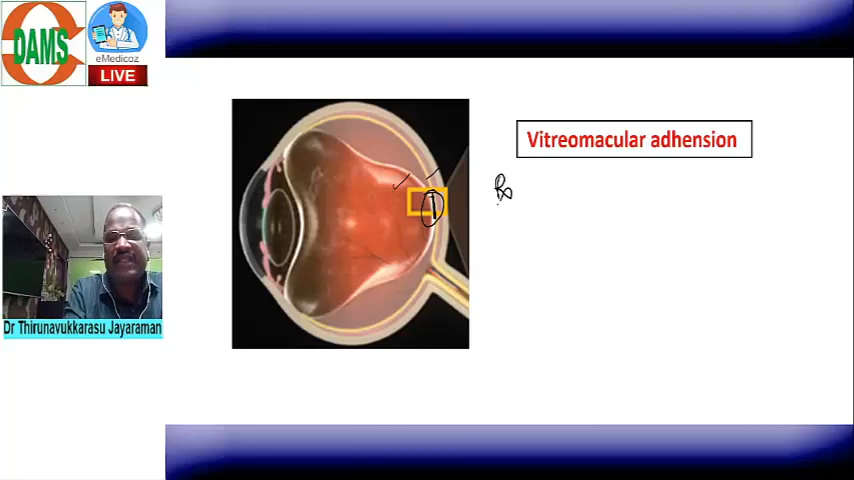 DAMS
eMedicoz
LIVE
Vitreomacular adhension
Dr Thirunavukkarasu Jayaraman